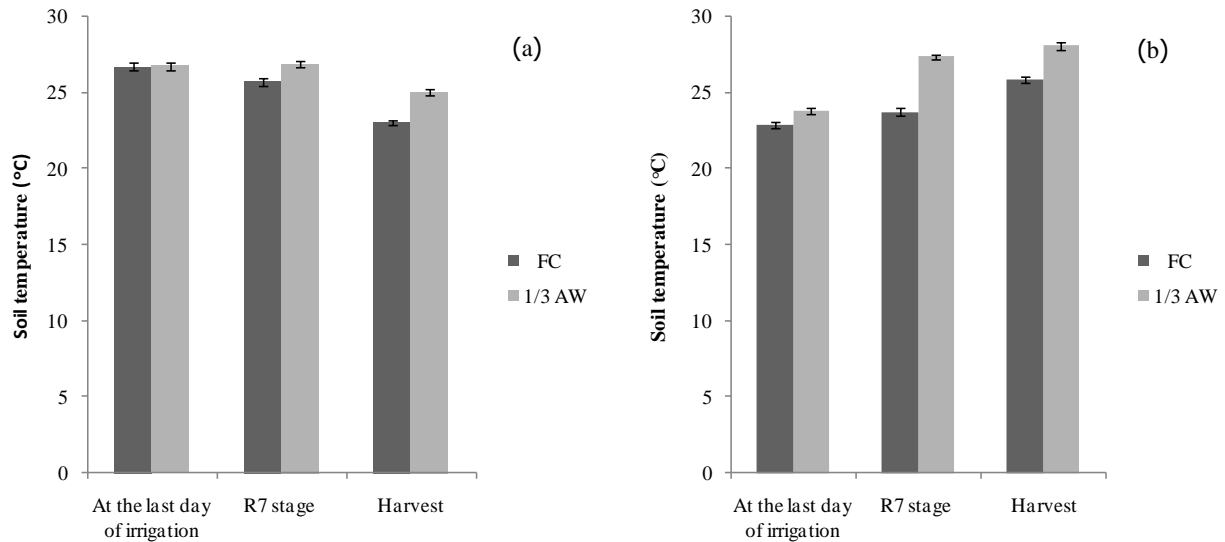 30
25
20
15
10
5
0
Soil temperature (°C)
(a)
FC
1/3 AW
At the last day
of irrigation
R7 stage
Harvest
30
25
20
15
10
5
0
Soil temperature (°C)
(b)
FC
1/3 AW
At the last day
of irrigation
R7 stage
Harvest